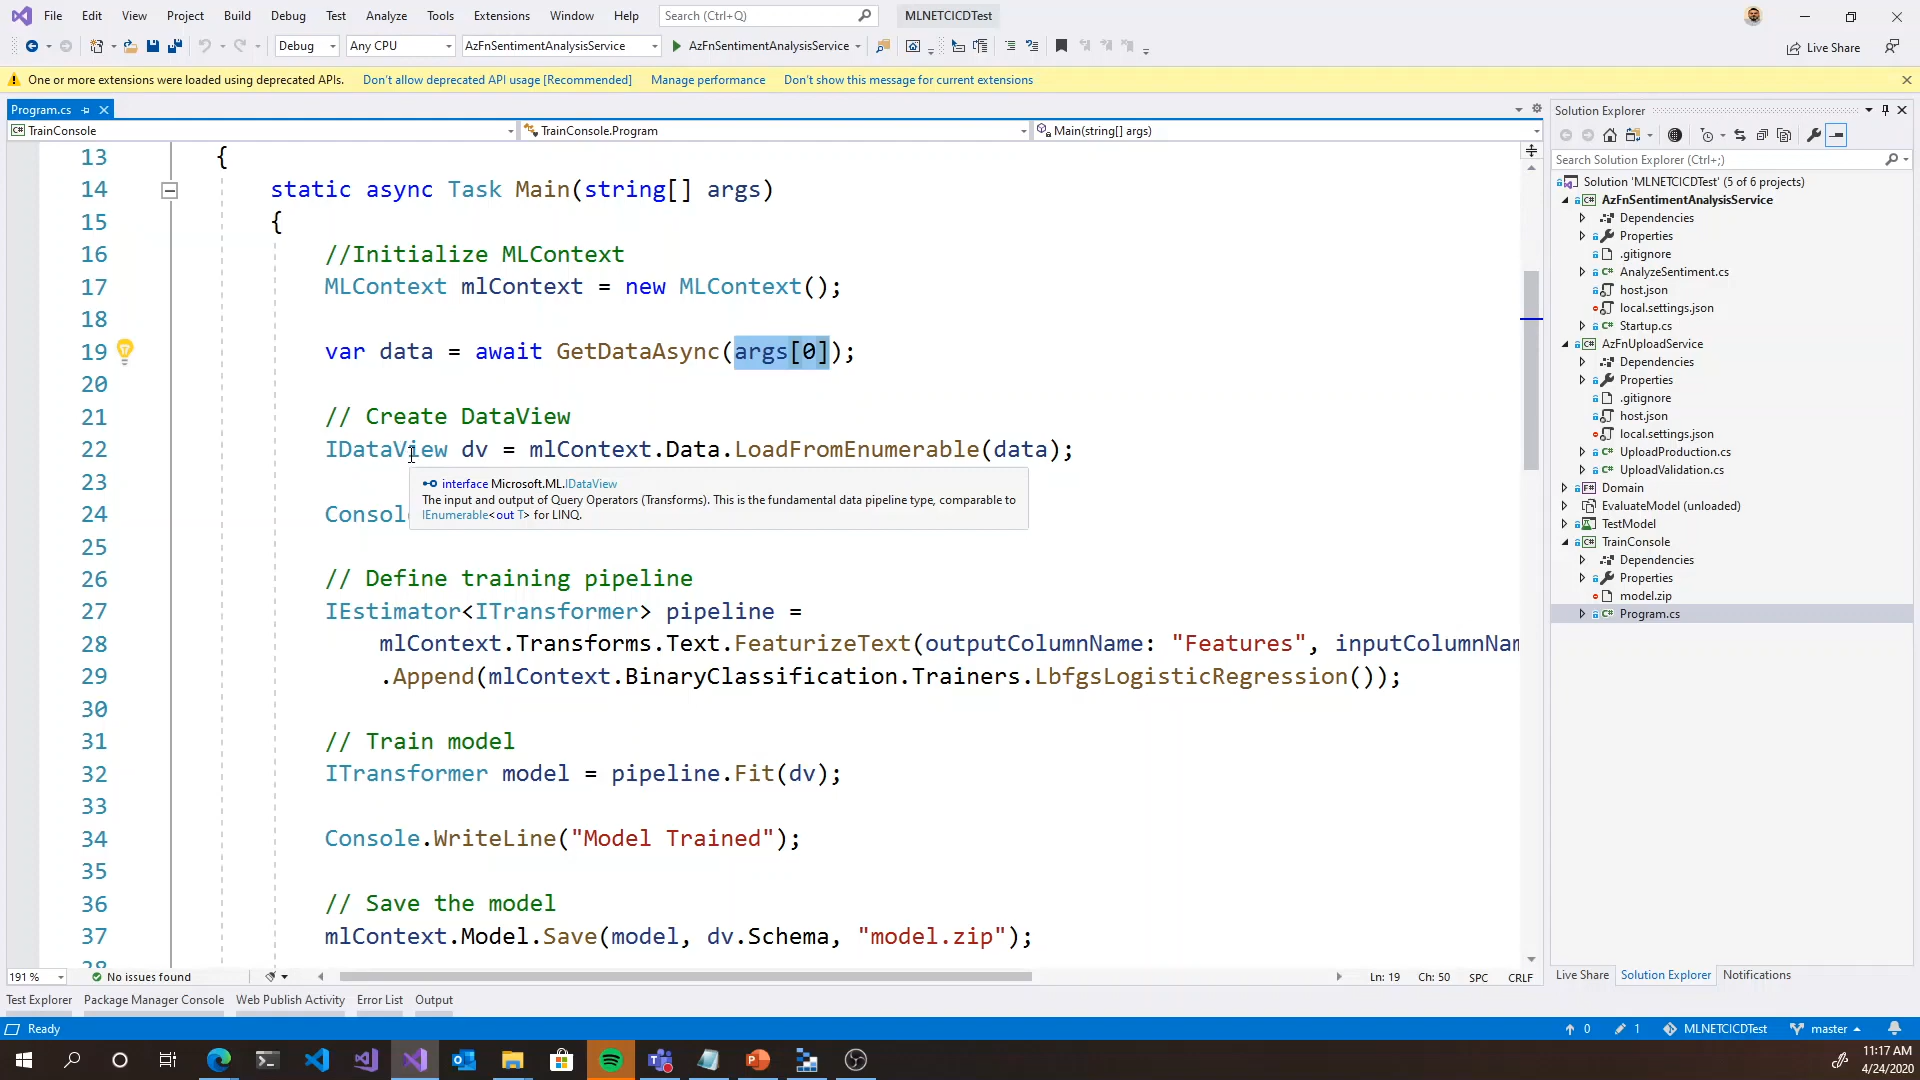 File Edit View Project Build Debug Test Analyze Tools Extensions Window Help Search (Ctrl+Q) MLNETCICDTest
Debug Any CPU AzFnSentimentAnalysisService AzFnSentimentAnalysisService Live Share
One or more extensions were loaded using deprecated APIs. Don't allow deprecated API usage [Recommended] Manage performance Don't show this message for current extensions
Program.cs
TrainConsole TrainConsole.Program Main(string[] args)
13 {
14 static async Task Main(string[] args)
15 {
16 //Initialize MLContext
17 MLContext mlContext = new MLContext();
18
19 var data = await GetDataAsync(args[0]);
20
21 // Create DataView
22 IDataView dv = mlContext.Data.LoadFromEnumerable(data);
23
interface Microsoft.ML.IDataView
The input and output of Query Operators (Transforms). This is the fundamental data pipeline type, comparable to
IEnumerable<out T> for LINQ.
24 Consol
25
26 // Define training pipeline
27 IEstimator<ITransformer> pipeline =
28 mlContext.Transforms.Text.FeaturizeText(outputColumnName: "Features", inputColumnNam
29 .Append(mlContext.BinaryClassification.Trainers.LbfgsLogisticRegression());
30
31 // Train model
32 ITransformer model = pipeline.Fit(dv);
33
34 Console.WriteLine("Model Trained");
35
36 // Save the model
37 mlContext.Model.Save(model, dv.Schema, "model.zip");
38
191 % No issues found Ln: 19 Ch: 50 SPC CRLF
Solution Explorer
Search Solution Explorer (Ctrl+;)
Solution 'MLNETCICDTest' (5 of 6 projects)
AzFnSentimentAnalysisService
Dependencies
Properties
.gitignore
AnalyzeSentiment.cs
host.json
local.settings.json
Startup.cs
AzFnUploadService
Dependencies
Properties
.gitignore
host.json
local.settings.json
UploadProduction.cs
UploadValidation.cs
Domain
EvaluateModel (unloaded)
TestModel
TrainConsole
Dependencies
Properties
model.zip
Program.cs
Live Share Solution Explorer Notifications
Test Explorer Package Manager Console Web Publish Activity Error List Output
Ready 0 1 MLNETCICDTest master
11:17 AM
4/24/2020